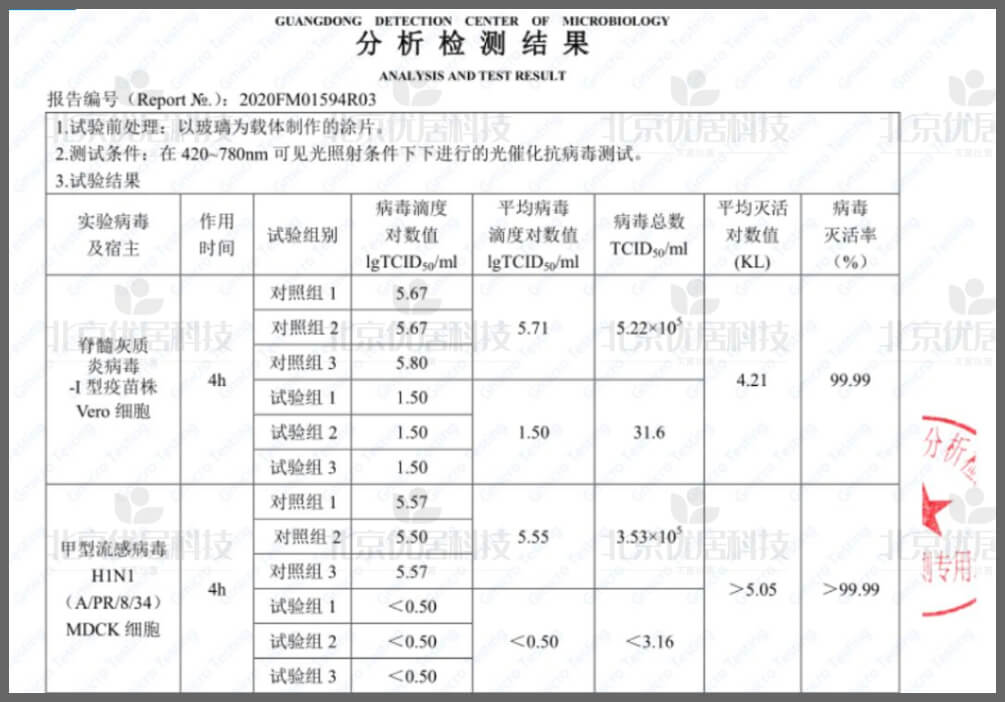 GUANGDONG DETECTION CENTER OF MICROBIOLOGY
分析检测结果
ANALYSIS AND TEST RESULT
报告编号（Report №.）：2020FM01594R03
1.试验前处理：以玻璃为载体制作的涂片。
2.测试条件：在 420~780nm 可见光照射条件下下进行的光催化抗病毒测试。
3.试验结果
实验病毒及宿主 作用时间 试验组别 病毒滴度对数值 lgTCID50/ml 平均病毒滴度对数值 lgTCID50/ml 病毒总数 TCID50/ml 平均灭活对数值 (KL) 病毒灭活率（%）
脊髓灰质炎病毒-I 型疫苗株 Vero 细胞 4h 对照组 1 5.67 5.71 5.22×10⁵ 4.21 99.99
对照组 2 5.67
对照组 3 5.80
试验组 1 1.50 1.50 31.6
试验组 2 1.50
试验组 3 1.50
甲型流感病毒 H1N1（A/PR/8/34）MDCK 细胞 4h 对照组 1 5.57 5.55 3.53×10⁵ ＞5.05 ＞99.99
对照组 2 5.50
对照组 3 5.57
试验组 1 ＜0.50 ＜0.50 ＜3.16
试验组 2 ＜0.50
试验组 3 ＜0.50
分析检
专用
北京优居科技